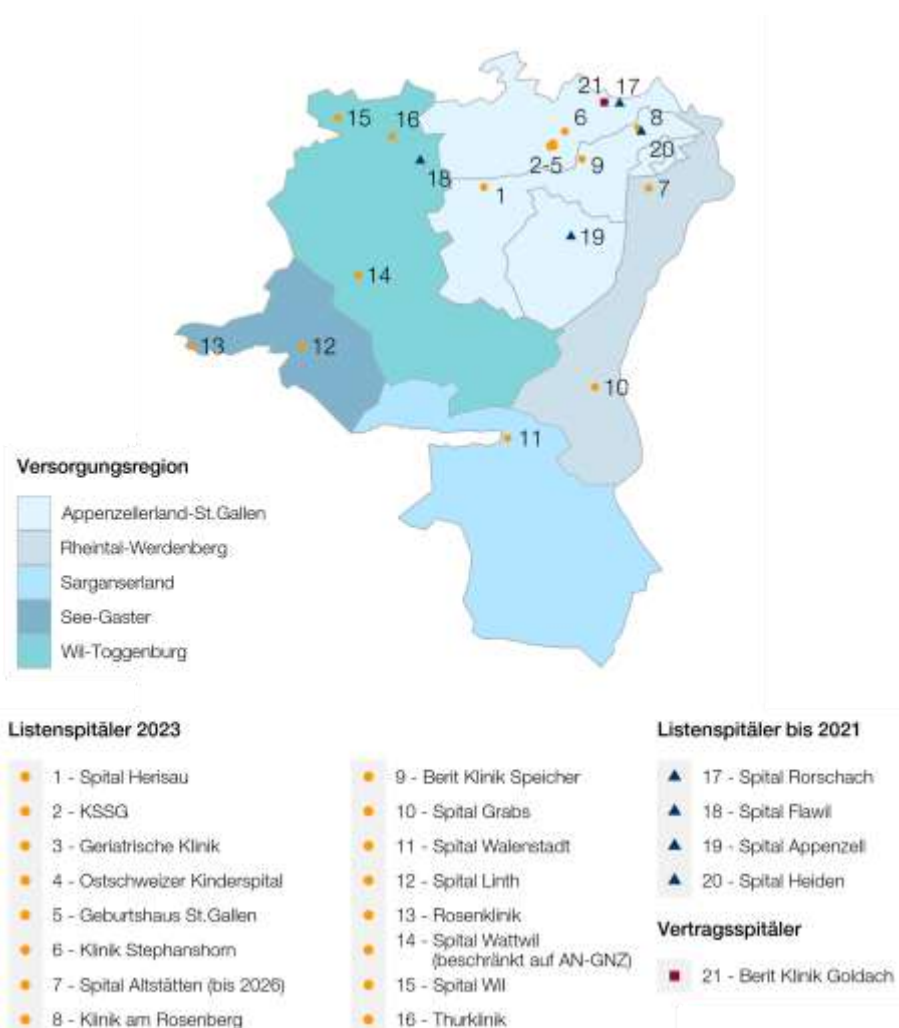 21 17
15
16
6
8
2-5
9
20
18
1
7
19
14
13
12
10
11
Versorgungsregion
Appenzellerland-St.Gallen
Rheintal-Werdenberg
Sarganserland
See-Gaster
Wil-Toggenburg
Listenspitäler 2023
1 - Spital Herisau
2 - KSSG
3 - Geriatrische Klinik
4 - Ostschweizer Kinderspital
5 - Geburtshaus St.Gallen
6 - Klinik Stephanshorn
7 - Spital Altstätten (bis 2026)
8 - Klinik am Rosenberg
9 - Berit Klinik Speicher
10 - Spital Grabs
11 - Spital Walenstadt
12 - Spital Linth
13 - Rosenklinik
14 - Spital Wattwil
(beschränkt auf AN-GNZ)
15 - Spital Wil
16 - Thurklinik
Listenspitäler bis 2021
17 - Spital Rorschach
18 - Spital Flawil
19 - Spital Appenzell
20 - Spital Heiden
Vertragsspitäler
21 - Berit Klinik Goldach